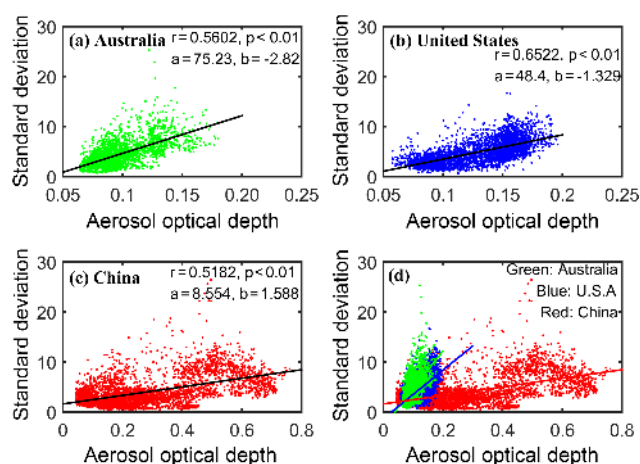 (a) Australia
r=0.5602, p<0.01
a=75.23, b=-2.82
Standard deviation
30
20
10
0
0.05
0.1
0.15
0.20
0.25
Aerosol optical depth
(b) United States
r=0.6522, p<0.01
a=48.4, b=-1.329
Standard deviation
30
20
10
0
0.05
0.1
0.15
0.2
0.25
Aerosol optical depth
(c) China
r=0.5182, p<0.01
a=8.554, b=1.588
Standard deviation
30
20
10
0
0
0.2
0.4
0.6
0.8
Aerosol optical depth
(d)
Green: Australia
Blue: U.S.A
Red: China
Standard deviation
30
20
10
0
0
0.2
0.4
0.6
0.8
Aerosol optical depth